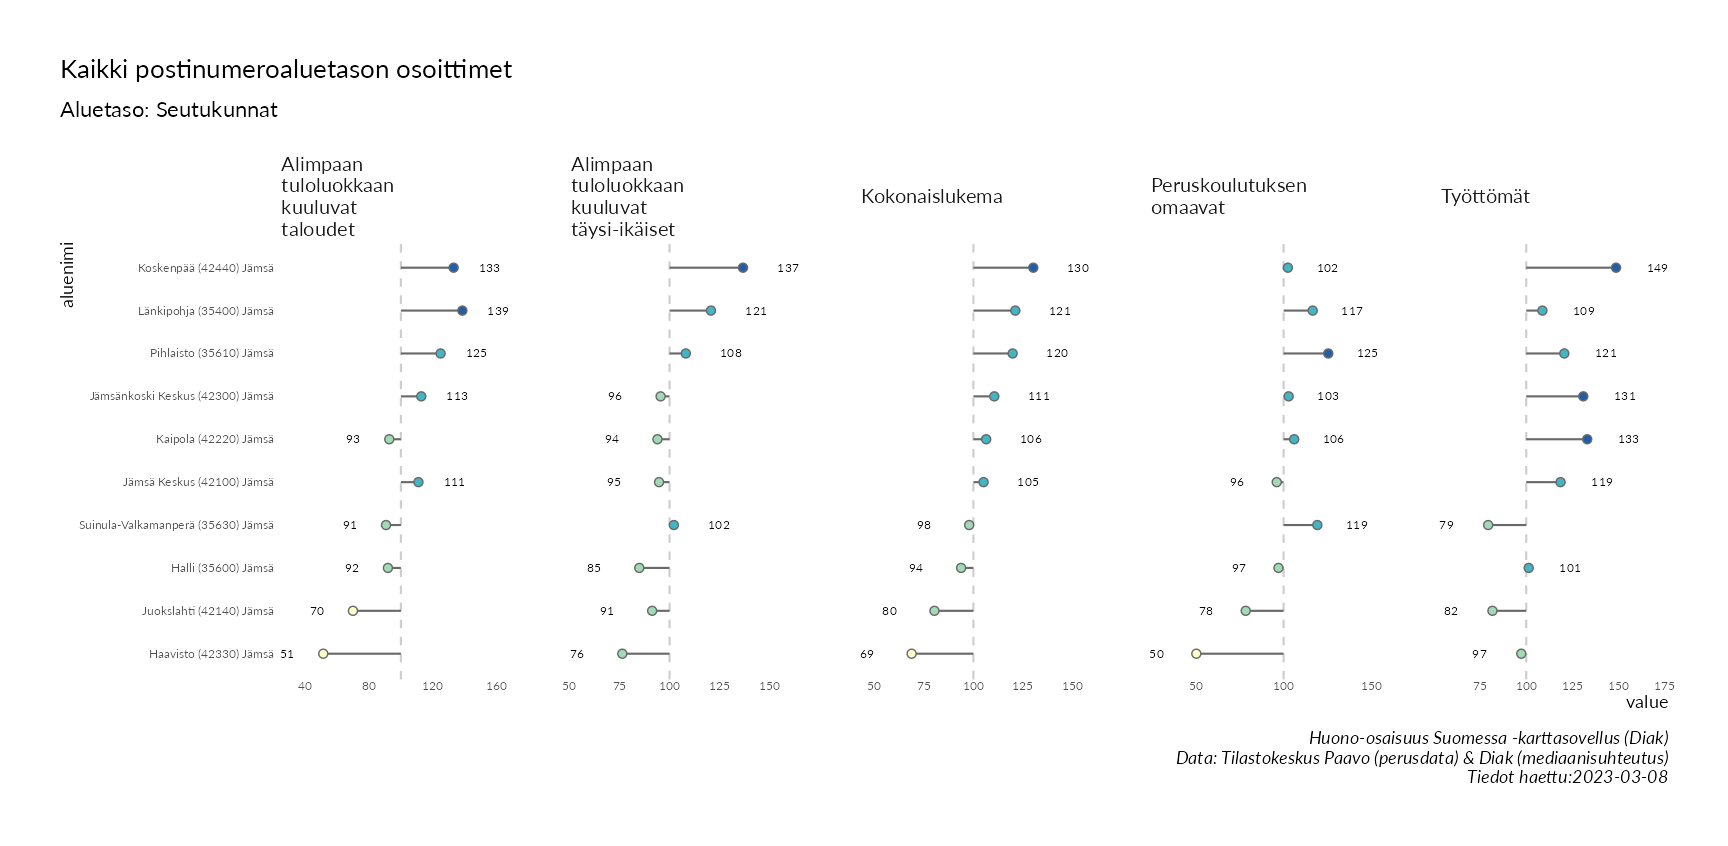 Kaikki postinumeroaluetason osoittimet
Aluetaso: Seutukunnat
Alimpaan
tuloluokkaan
kuuluvat
taloudet
Alimpaan
tuloluokkaan
kuuluvat
täysi-ikäiset
Kokonaislukema
Peruskoulutuksen
omaavat
Työttömät
aluenimi
Koskenpää (42440) Jämsä 133 137 130 102 149
Länkipohja (35400) Jämsä 139 121 121 117 109
Pihlaisto (35610) Jämsä 125 108 120 125 121
Jämsänkoski Keskus (42300) Jämsä 113 96 111 103 131
Kaipola (42220) Jämsä 93 94 106 106 133
Jämsä Keskus (42100) Jämsä 111 95 105 96 119
Suinula-Valkamanperä (35630) Jämsä 91 102 98 119 79
Halli (35600) Jämsä 92 85 94 97 101
Juokslahti (42140) Jämsä 70 91 80 78 82
Haavisto (42330) Jämsä 51 76 69 50 97
40 80 120 160 50 75 100 125 150 50 75 100 125 150 50 100 150 75 100 125 150 175
value
Huono-osaisuus Suomessa -karttasovellus (Diak)
Data: Tilastokeskus Paavo (perusdata) & Diak (mediaanisuhteutus)
Tiedot haettu:2023-03-08